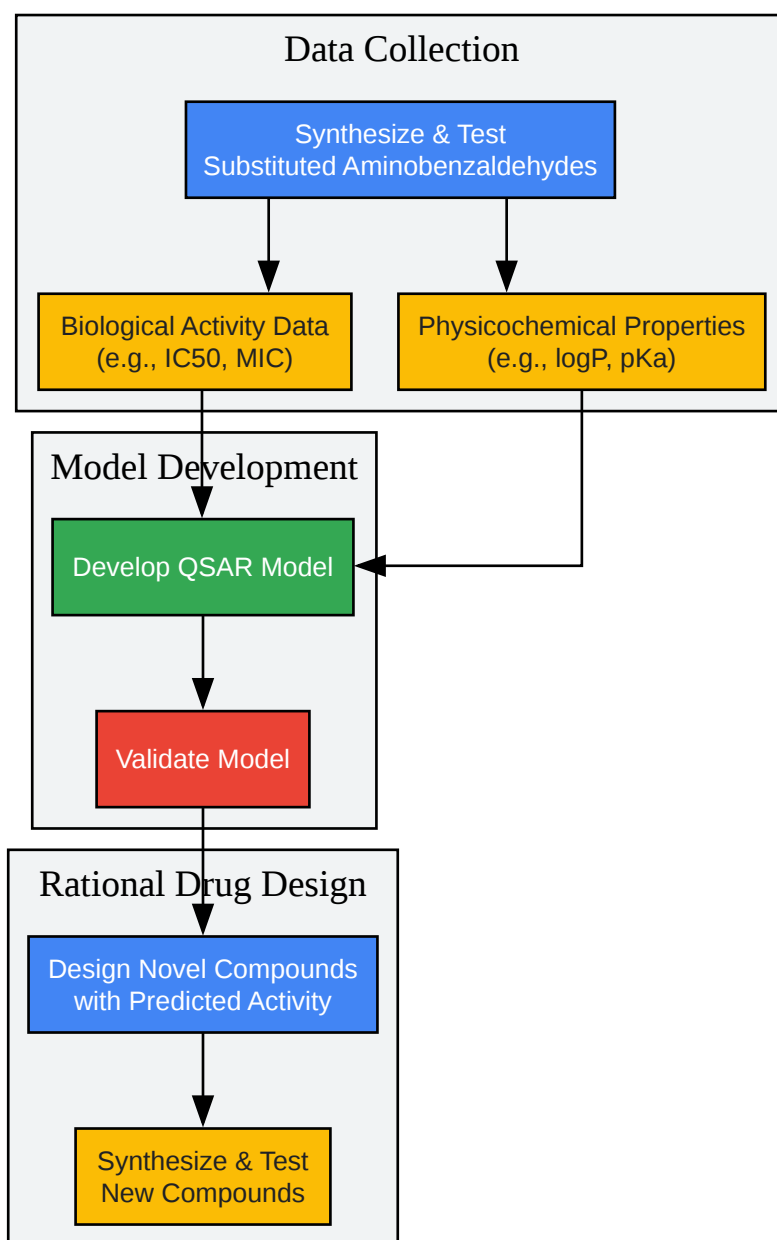 Data Collection
Synthesize & Test
Substituted Aminobenzaldehydes
Biological Activity Data
(e.g., IC50, MIC)
Physicochemical Properties
(e.g., logP, pKa)
Model Development
Develop QSAR Model
Validate Model
Rational Drug Design
Design Novel Compounds
with Predicted Activity
Synthesize & Test
New Compounds